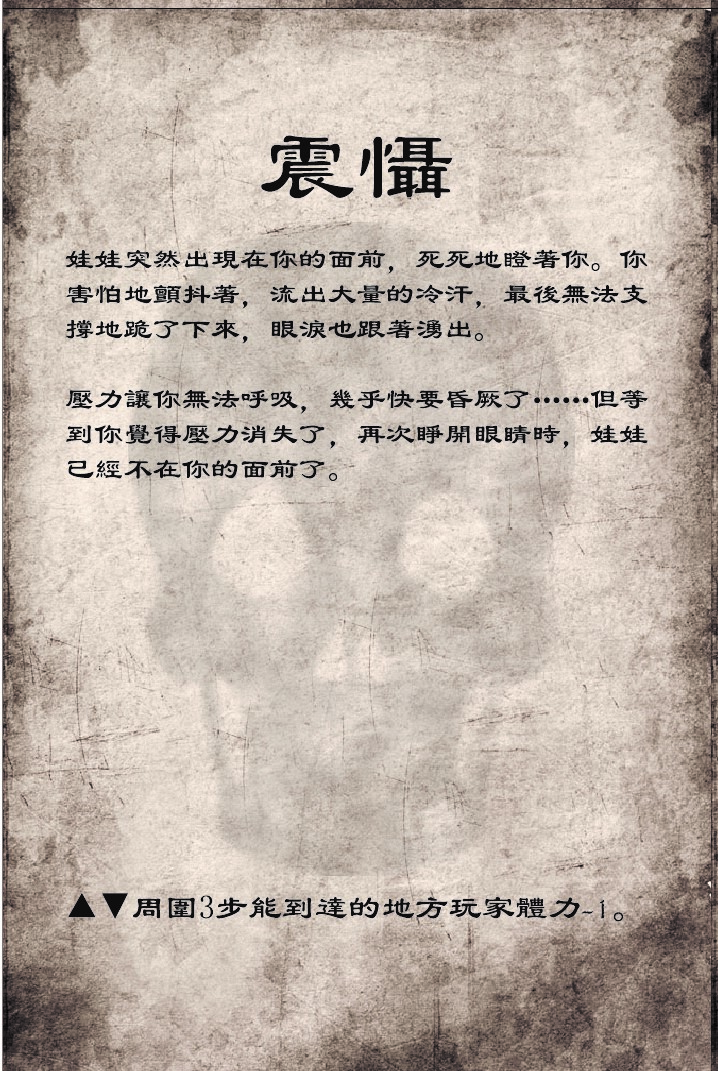 震懾
娃娃突然出現在你的面前，死死地瞪著你。你
害怕地顫抖著，流出大量的冷汗，最後無法支
撐地跪了下來，眼淚也跟著湧出。
壓力讓你無法呼吸，幾乎快要昏厥了⋯⋯但等
到你覺得壓力消失了，再次睜開眼睛時，娃娃
已經不在你的面前了。
▲▼周圍3步能到達的地方玩家體力-1。